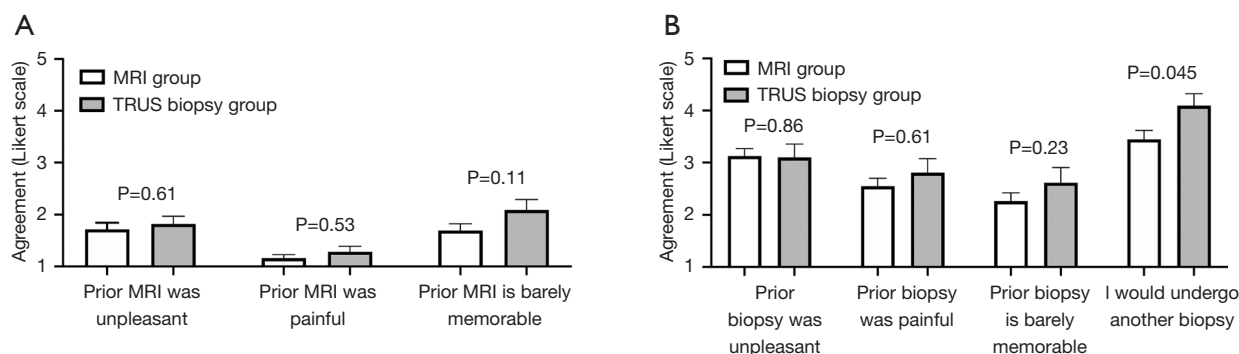 A
Agreement (Likert scale)
5
4
3
2
1
MRI group
TRUS biopsy group
P=0.61
P=0.53
P=0.11
Prior MRI was
unpleasant
Prior MRI was
painful
Prior MRI is barely
memorable
B
Agreement (Likert scale)
5
4
3
2
1
MRI group
TRUS biopsy group
P=0.86
P=0.61
P=0.23
P=0.045
Prior
biopsy was
unpleasant
Prior biopsy
was painful
Prior biopsy
is barely
memorable
I would undergo
another biopsy